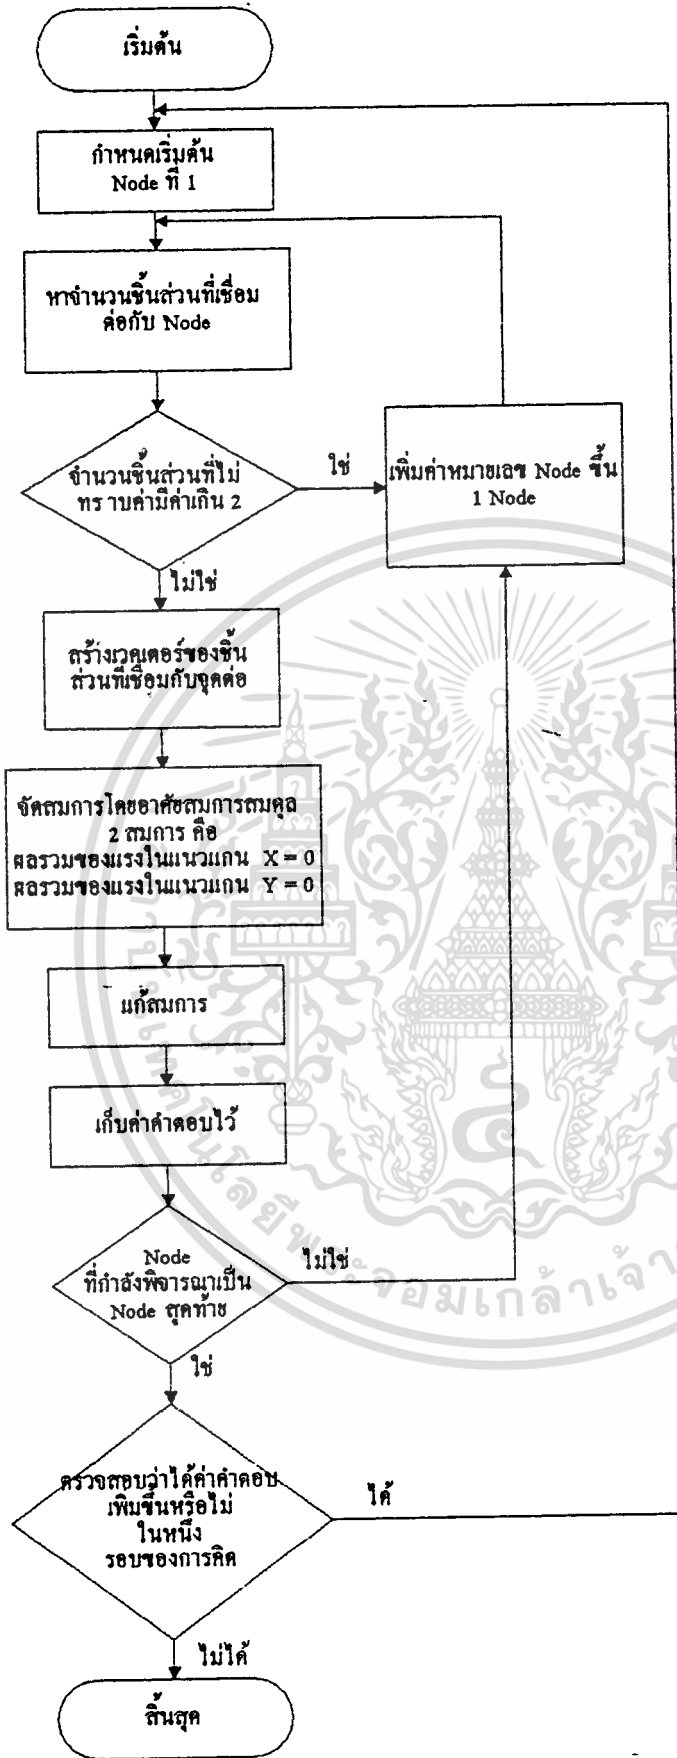 เริ่มต้น
กำหนดเริ่มต้น
Node ที่ 1
หาจำนวนชิ้นส่วนที่เชื่อม
ต่อกับ Node
จำนวนชิ้นส่วนที่ไม่
ทราบค่ามีค่าเกิน 2
ใช่
เพิ่มค่าหมายเลข Node ขึ้น
1 Node
ไม่ใช่
สร้างเวคเตอร์ของชิ้น
ส่วนที่เชื่อมกับจุดต่อ
จัดสมการโดยอาศัยสมการสมดุล
2 สมการ คือ
ผลรวมของแรงในแนวแกน X = 0
ผลรวมของแรงในแนวแกน Y = 0
แก้สมการ
เก็บค่าคำตอบไว้
Node
ที่กำลังพิจารณาเป็น
Node สุดท้าย
ไม่ใช่
ใช่
ตรวจสอบว่าได้ค่าคำตอบ
เพิ่มขึ้นหรือไม่
ในหนึ่ง
รอบของการคิด
ได้
ไม่ได้
สิ้นสุด